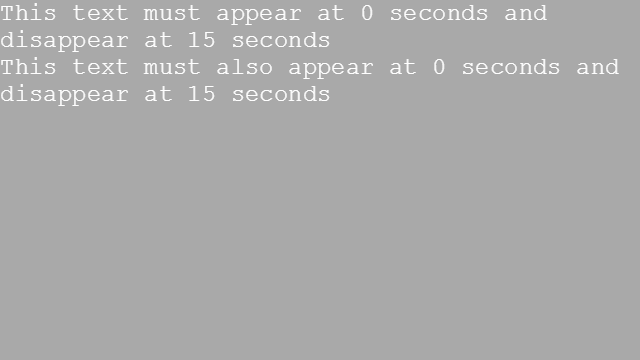 This text must appear at 0 seconds and
disappear at 15 seconds
This text must also appear at 0 seconds and
disappear at 15 seconds